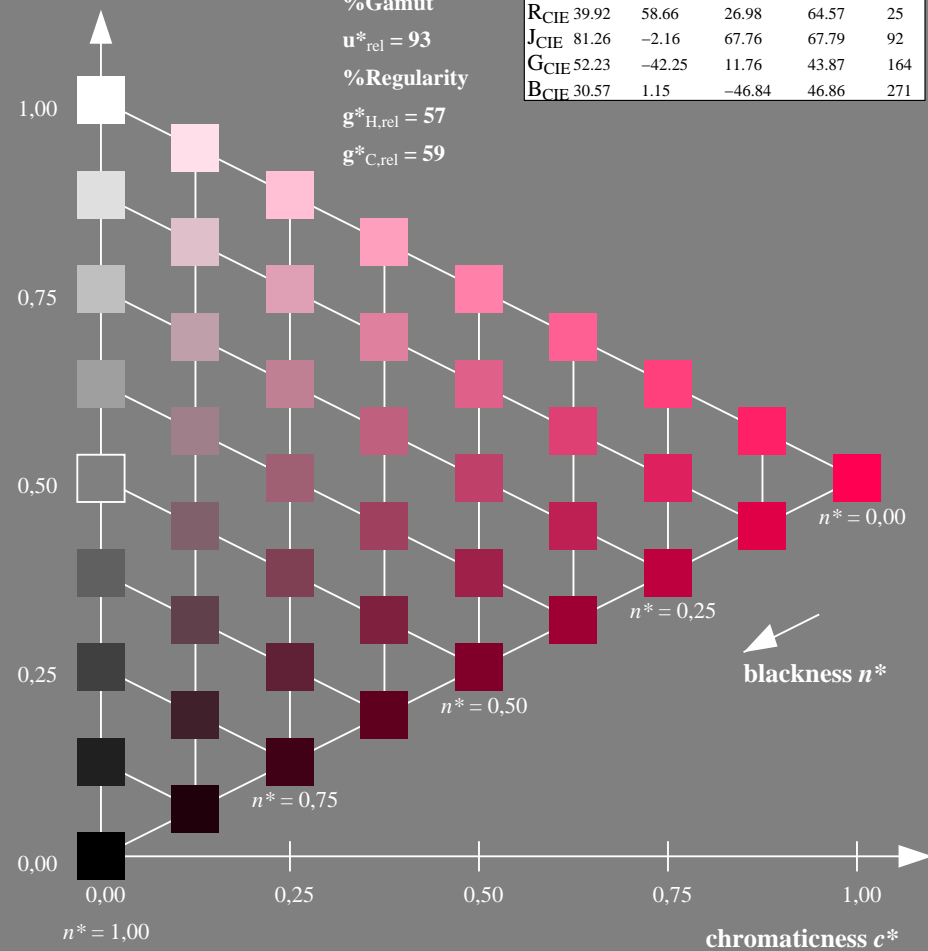 %Gamut
u*rel = 93
%Regularity
g*H,rel = 57
g*C,rel = 59
RCIE 39.92 58.66 26.98 64.57 25
JCIE 81.26 –2.16 67.76 67.79 92
GCIE 52.23 –42.25 11.76 43.87 164
BCIE 30.57 1.15 –46.84 46.86 271
1,00
0,75
0,50
0,25
0,00
n* = 0,00
n* = 0,25
blackness n*
n* = 0,50
n* = 0,75
0,00 0,25 0,50 0,75 1,00
n* = 1,00
chromaticness c*